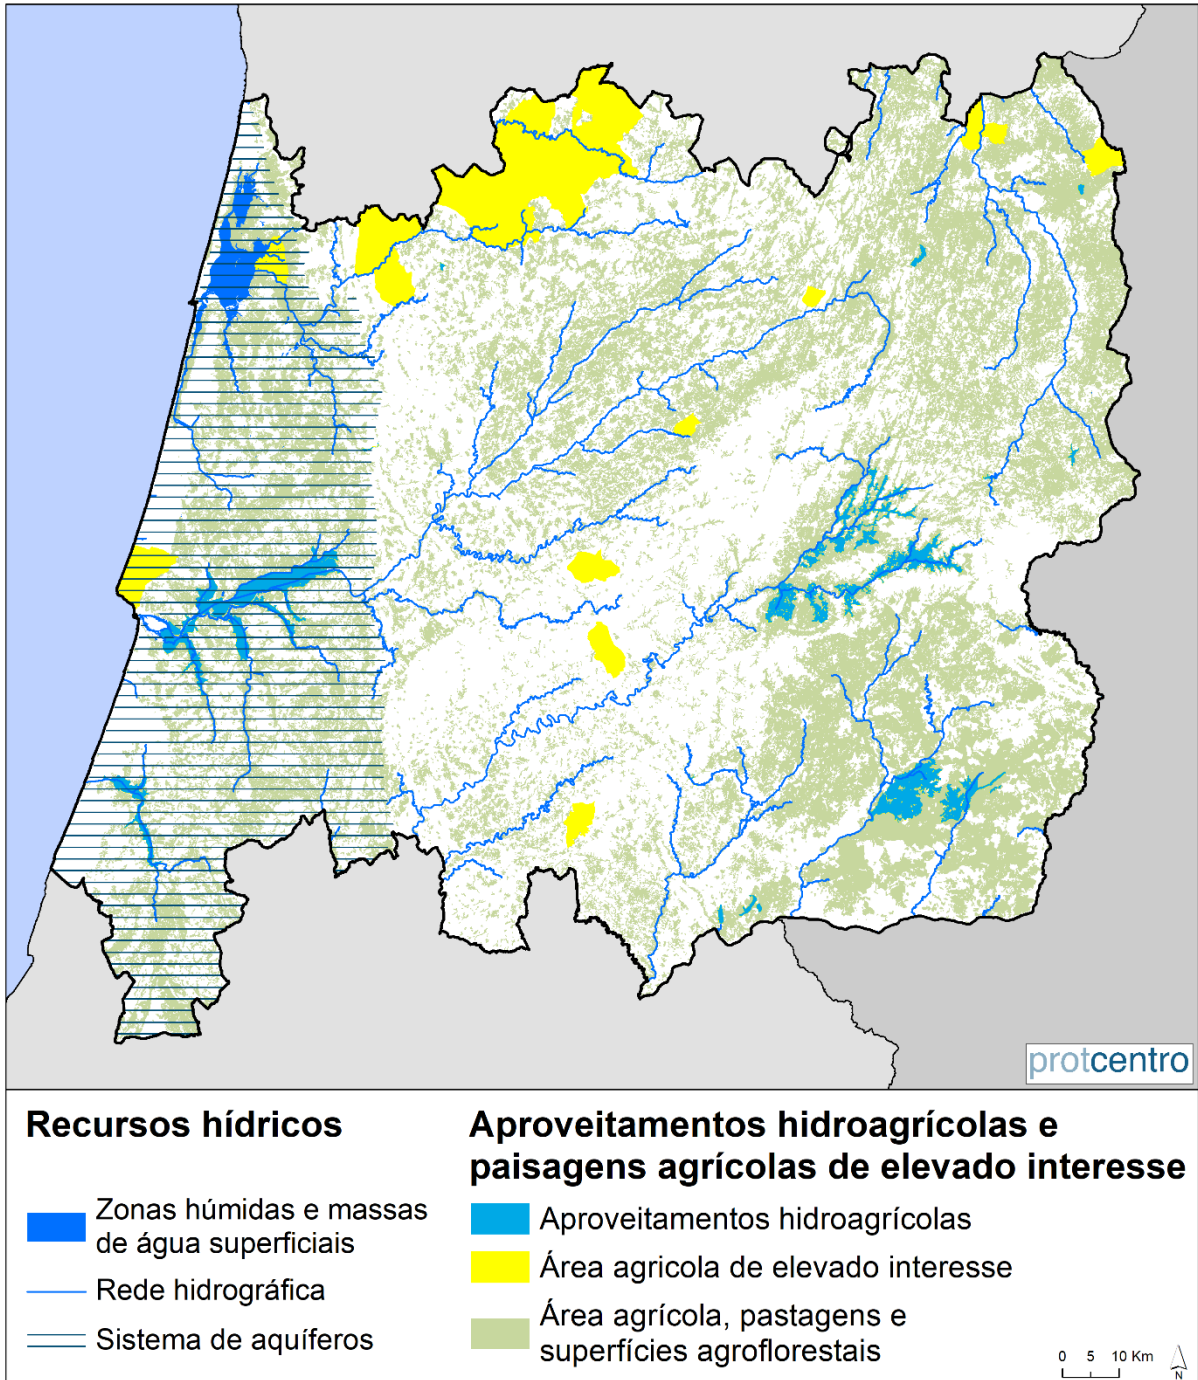 protcentro
Recursos hídricos
Zonas húmidas e massas
de água superficiais
Rede hidrográfica
Sistema de aquíferos
Aproveitamentos hidroagrícolas e
paisagens agrícolas de elevado interesse
Aproveitamentos hidroagrícolas
Área agricola de elevado interesse
Área agrícola, pastagens e
superfícies agroflorestais
0 5 10 Km
N